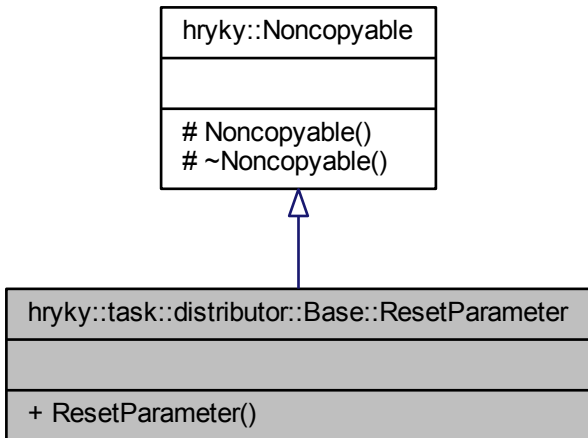 hryky::Noncopyable
# Noncopyable()
# ~Noncopyable()
hryky::task::distributor::Base::ResetParameter
+ ResetParameter()